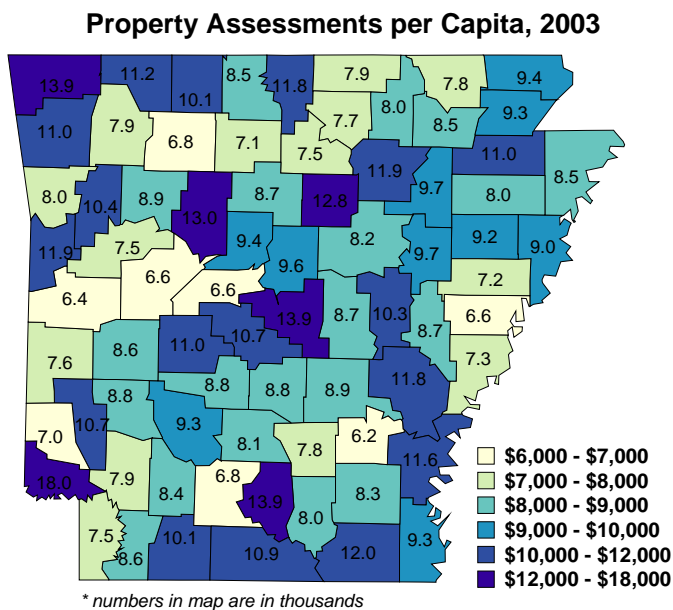 Property Assessments per Capita, 2003
13.9 11.2 10.1 8.5 11.8 7.9 7.8 9.4
11.0 7.9 6.8 7.1 7.5 7.7 8.0 8.5 9.3
8.0 10.4 8.9 13.0 8.7 12.8 11.9 9.7 11.0 8.0 8.5
11.9 7.5 9.4 9.6 8.2 9.7 9.2 9.0
6.4 6.6 6.6 13.9 8.7 10.3 8.7 7.2 6.6
7.6 8.6 11.0 10.7 7.3
8.8 8.8 8.8 8.9 11.8
7.0 10.7 9.3 8.1 7.8 6.2 11.6
18.0 7.9 8.4 6.8 13.9 8.0 8.3
7.5 8.6 10.1 10.9 12.0 9.3
$6,000 - $7,000
$7,000 - $8,000
$8,000 - $9,000
$9,000 - $10,000
$10,000 - $12,000
$12,000 - $18,000
* numbers in map are in thousands